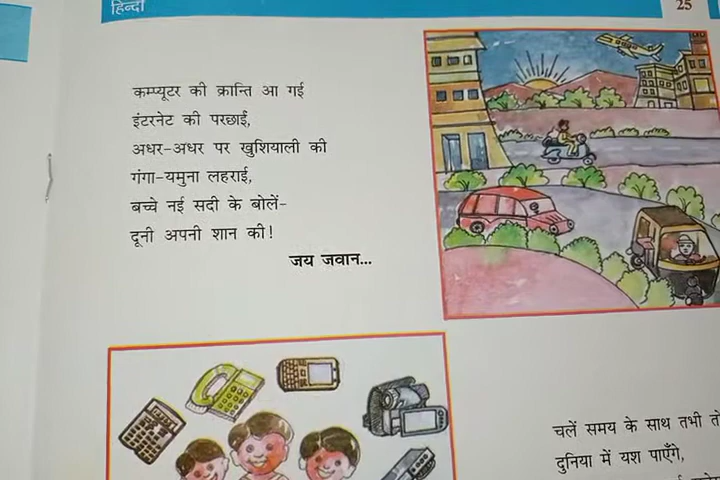 हिन्दी
25
कम्प्यूटर की क्रान्ति आ गई
इंटरनेट की परछाईं,
अधर-अधर पर खुशियाली की
गंगा-यमुना लहराई,
बच्चे नई सदी के बोलें-
दूनी अपनी शान की!
जय जवान...
चलें समय के साथ तभी
दुनिया में यश पाएँगे,